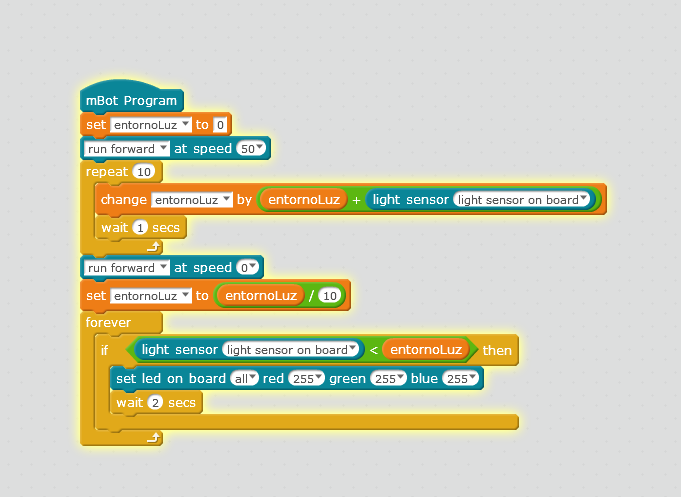 mBot Program
set entornoLuz to 0
run forward at speed 50
repeat 10
change entornoLuz by entornoLuz + light sensor light sensor on board
wait 1 secs
run forward at speed 0
set entornoLuz to entornoLuz / 10
forever
if light sensor light sensor on board < entornoLuz then
set led on board all red 255 green 255 blue 255
wait 2 secs